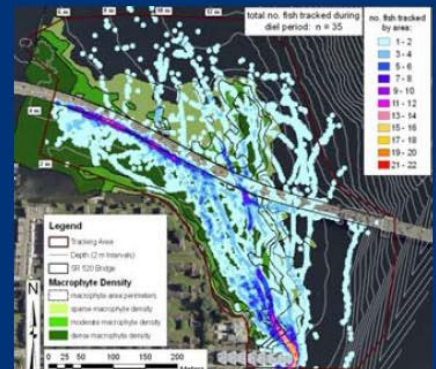 total no. fish tracked during
diel period: n = 35
no. fish tracked
by area:
1 - 2
3 - 4
5 - 6
7 - 8
9 - 10
11 - 12
13 - 14
15 - 16
17 - 18
19 - 20
21 - 22
Legend
Tracking Area
Depth (2 m Intervals)
SR 520 Bridge
Macrophyte Density
macrophyte area perimeters
sparse macrophyte density
moderate macrophyte density
dense macrophyte density
N
0 25 50 100 150 200
Meters